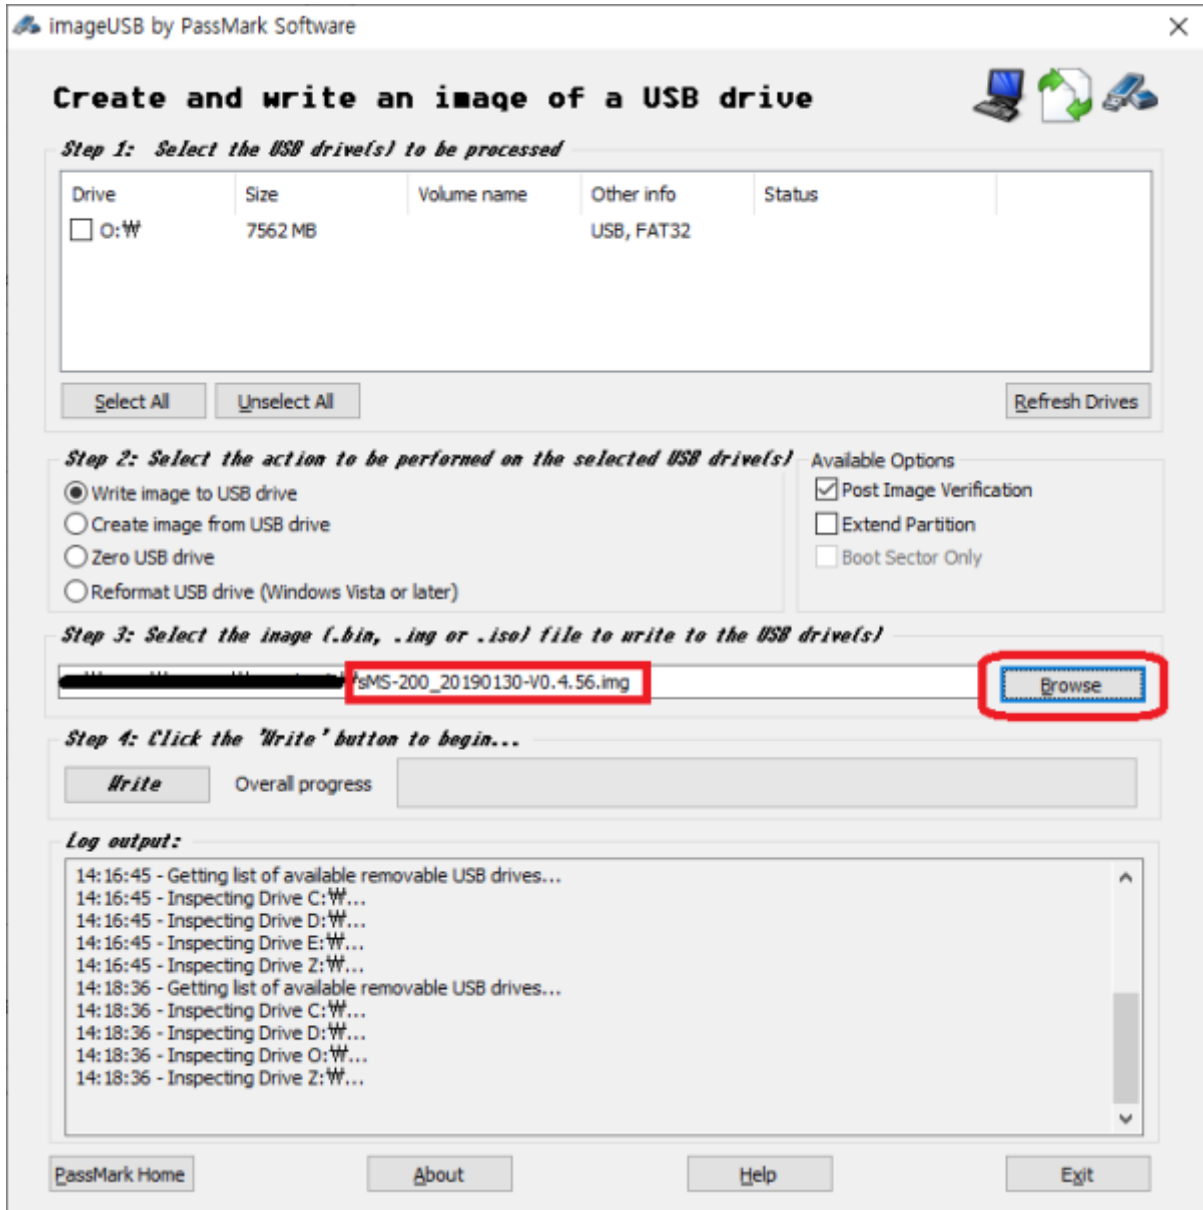 imageUSB by PassMark Software
Create and write an image of a USB drive
Step 1: Select the USB drive(s) to be processed
Drive Size Volume name Other info Status
O:₩ 7562 MB USB, FAT32
Select All Unselect All Refresh Drives
Step 2: Select the action to be performed on the selected USB drive(s) Available Options
Write image to USB drive Post Image Verification
Create image from USB drive Extend Partition
Zero USB drive Boot Sector Only
Reformat USB drive (Windows Vista or later)
Step 3: Select the image (.bin, .img or .iso) file to write to the USB drive(s)
sMS-200_20190130-V0.4.56.img Browse
Step 4: Click the 'Write' button to begin...
Write Overall progress
Log output:
14:16:45 - Getting list of available removable USB drives...
14:16:45 - Inspecting Drive C:₩...
14:16:45 - Inspecting Drive D:₩...
14:16:45 - Inspecting Drive E:₩...
14:16:45 - Inspecting Drive Z:₩...
14:18:36 - Getting list of available removable USB drives...
14:18:36 - Inspecting Drive C:₩...
14:18:36 - Inspecting Drive D:₩...
14:18:36 - Inspecting Drive O:₩...
14:18:36 - Inspecting Drive Z:₩...
PassMark Home About Help Exit